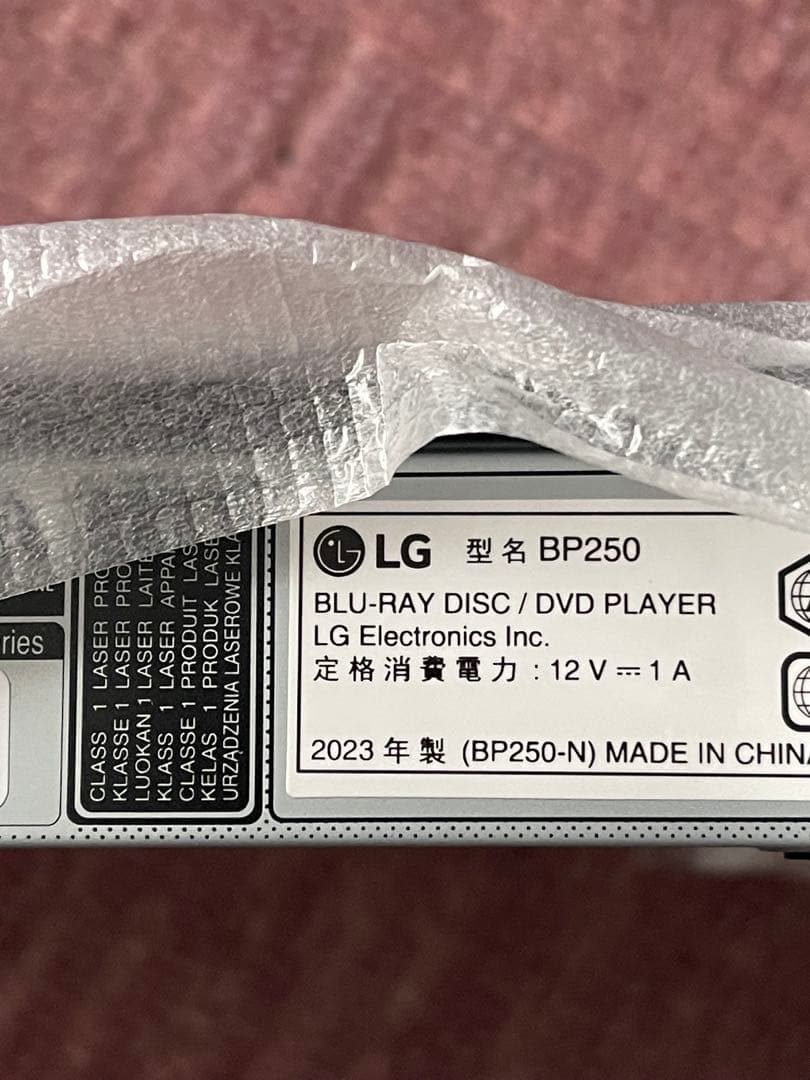 LG 型名 BP250
BLU-RAY DISC / DVD PLAYER
LG Electronics Inc.
定格消費電力 : 12 V ⎓ 1 A
2023 年 製 (BP250-N) MADE IN CHINA
ries
CLASS 1 LASER
KLASSE 1 LASER
LUOKAN 1 LASER
KLASS 1 LASER
CLASSE 1 PRODUIT
KELAS 1 PRODUK
URZĄDZENIA LASEROWE